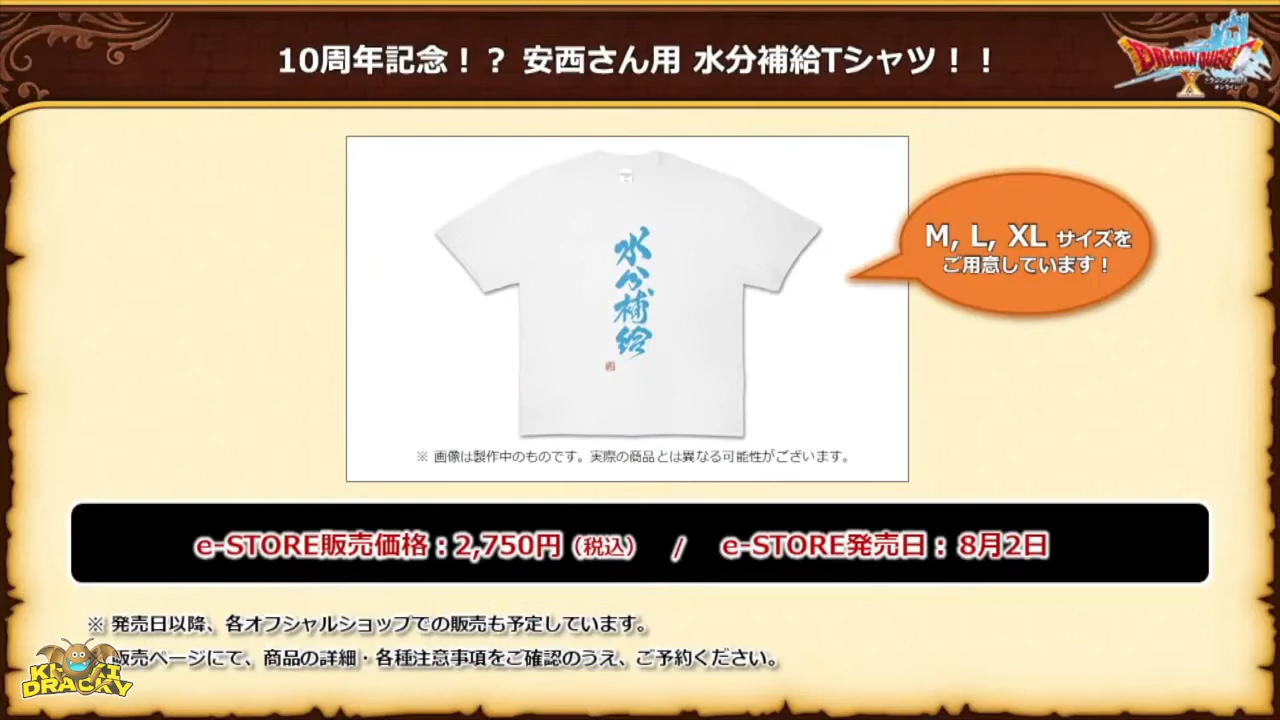 10周年記念！？ 安西さん用 水分補給Tシャツ！！
DRAGON QUEST
X
オンライン
水分補給
M, L, XL サイズを
ご用意しています！
※ 画像は製作中のものです。実際の商品とは異なる可能性がございます。
e-STORE販売価格：2,750円（税込） / e-STORE発売日： 8月2日
※ 発売日以降、各オフシャルショップでの販売も予定しています。
販売ページにて、商品の詳細・各種注意事項をご確認のうえ、ご予約ください。
DRACKY